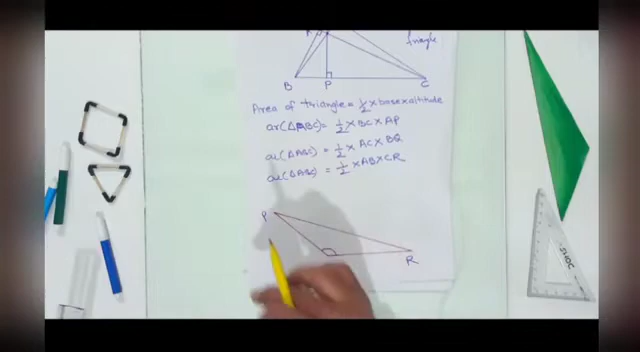 triangle
B P C
Area of triangle = 1/2 × base × altitude
ar(△ABC) = 1/2 × BC × AP
ar(△ABC) = 1/2 × AC × BQ
ar(△ABC) = 1/2 × AB × CR
P
R